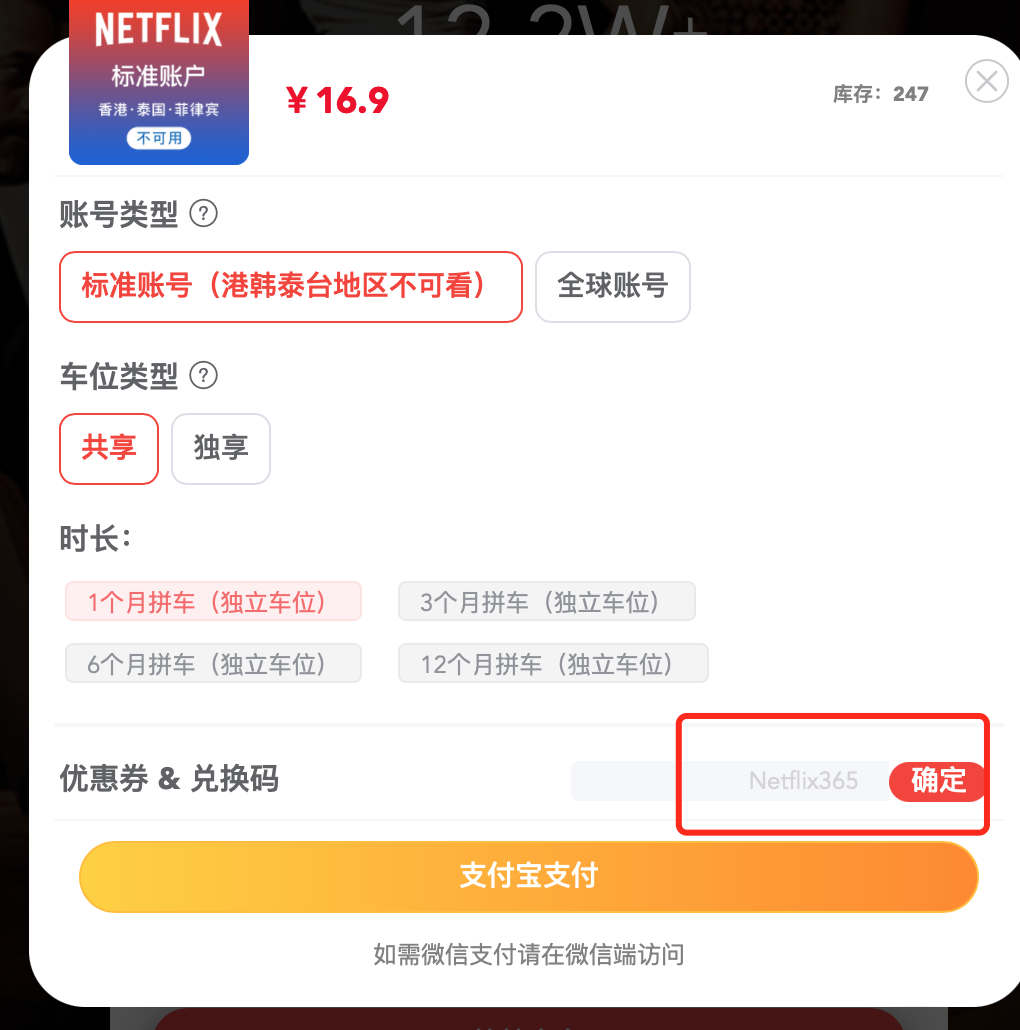 12.2W+
NETFLIX
标准账户
香港·泰国·菲律宾
不可用
¥ 16.9
库存：247
账号类型 ?
标准账号（港韩泰台地区不可看）
全球账号
车位类型 ?
共享
独享
时长：
1个月拼车（独立车位）
3个月拼车（独立车位）
6个月拼车（独立车位）
12个月拼车（独立车位）
优惠券 & 兑换码
Netflix365
确定
支付宝支付
如需微信支付请在微信端访问